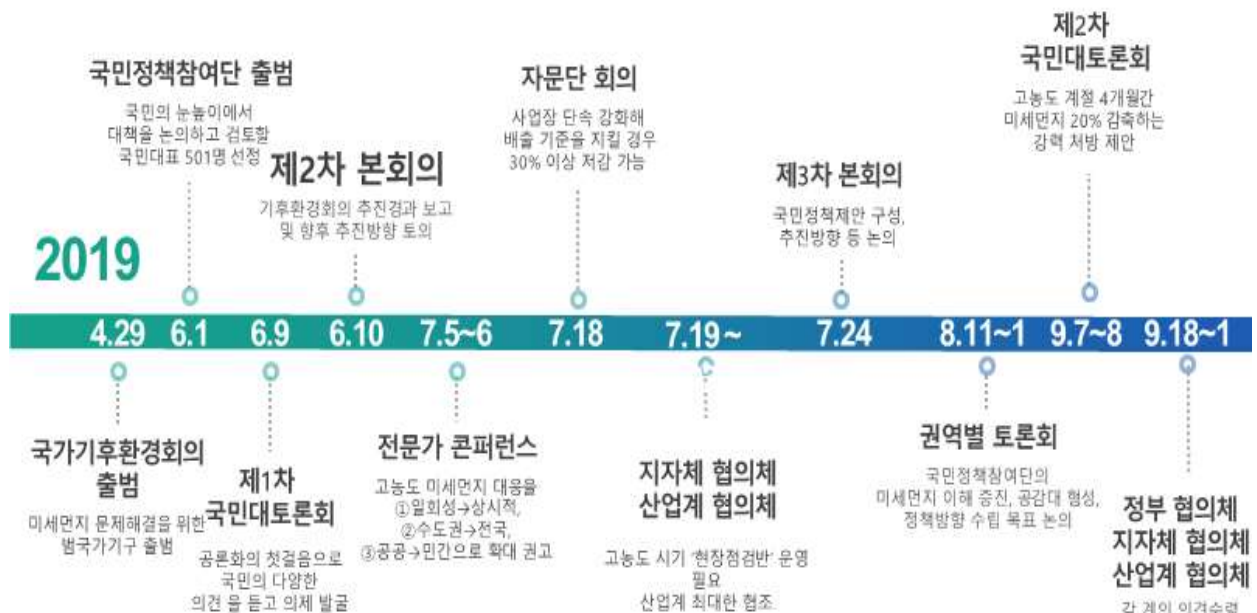 국민정책참여단 출범
국민의 눈높이에서
대책을 논의하고 검토할
국민대표 501명 선정
제2차 본회의
기후환경회의 추진경과 보고
및 향후 추진방향 토의
자문단 회의
사업장 단속 강화해
배출 기준을 지킬 경우
30% 이상 저감 가능
제3차 본회의
국민정책제안 구성,
추진방향 등 논의
제2차
국민대토론회
고농도 계절 4개월간
미세먼지 20% 감축하는
강력 처방 제안
2019
4.29 6.1 6.9 6.10 7.5~6 7.18 7.19~ 7.24 8.11~1 9.7~8 9.18~1
국가기후환경회의
출범
미세먼지 문제해결을 위한
범국가기구 출범
제1차
국민대토론회
공론화의 첫걸음으로
국민의 다양한
의견 을 듣고 의제 발굴
전문가 콘퍼런스
고농도 미세먼지 대응을
①일회성→상시적,
②수도권→전국,
③공공→민간으로 확대 권고
지자체 협의체
산업계 협의체
고농도 시기 '현장점검반' 운영
필요
산업계 최대한 협조
권역별 토론회
국민정책참여단의
미세먼지 이해 증진, 공감대 형성,
정책방향 수립 목표 논의
정부 협의체
지자체 협의체
산업계 협의체
각 계의 의견수렴